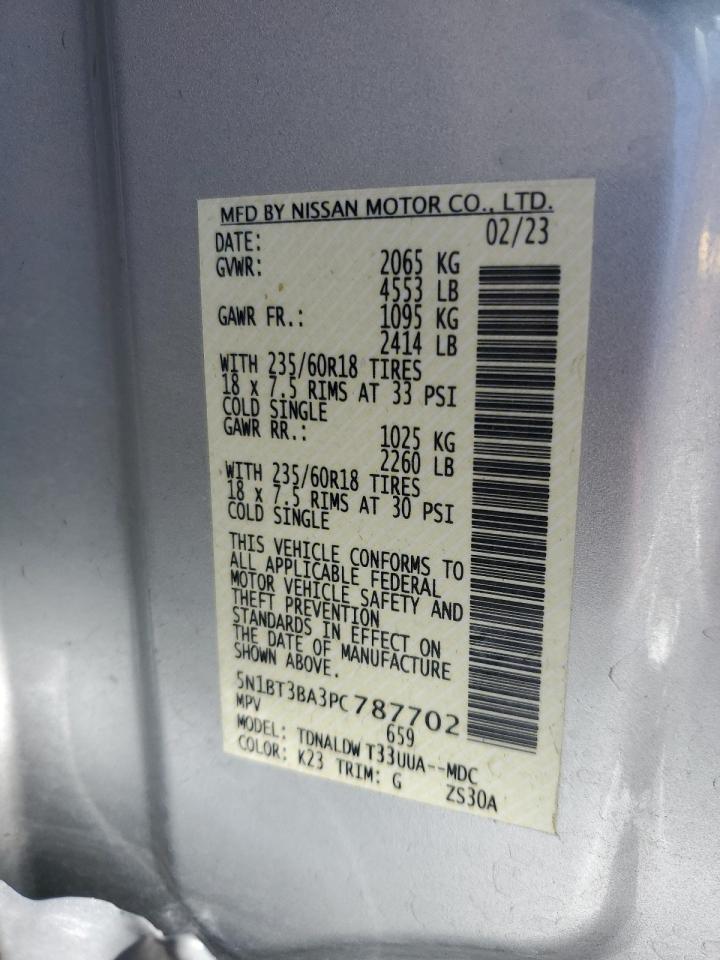 MFD BY NISSAN MOTOR CO., LTD.
DATE: 02/23
GVWR: 2065 KG
4553 LB
GAWR FR.: 1095 KG
2414 LB
WITH 235/60R18 TIRES
18 x 7.5 RIMS AT 33 PSI
COLD SINGLE
GAWR RR.: 1025 KG
2260 LB
WITH 235/60R18 TIRES
18 x 7.5 RIMS AT 30 PSI
COLD SINGLE
THIS VEHICLE CONFORMS TO
ALL APPLICABLE FEDERAL
MOTOR VEHICLE SAFETY AND
THEFT PREVENTION
STANDARDS IN EFFECT ON
THE DATE OF MANUFACTURE
SHOWN ABOVE.
5N1BT3BA3PC787702
MPV 659
MODEL: TDNALDW T33UUA--MDC
COLOR: K23 TRIM: G ZS30A